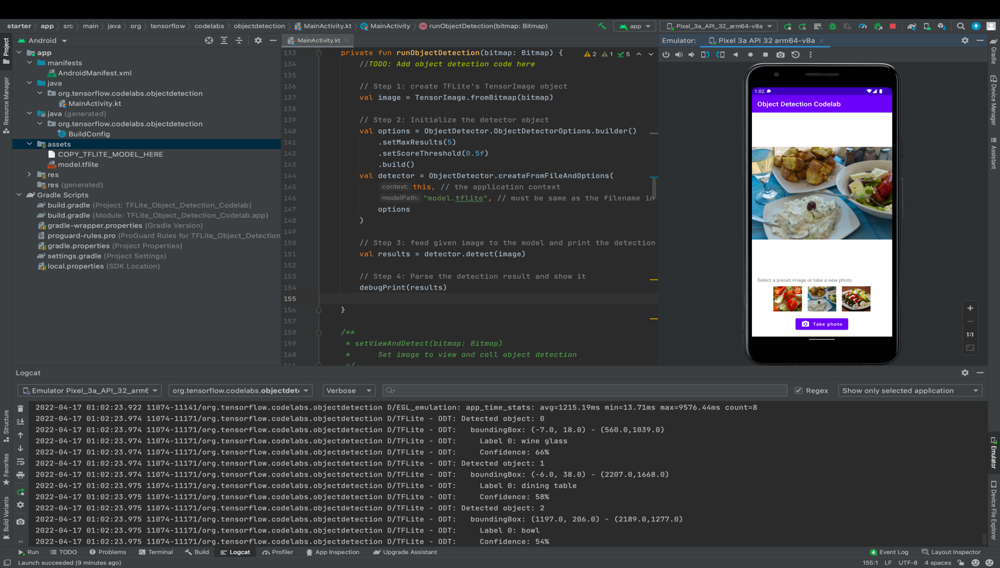 starter app src main java org tensorflow codelabs objectdetection MainActivity.kt MainActivity runObjectDetection(bitmap: Bitmap) app Pixel_3a_API_32_arm64-v8a
Project
Resource Manager
Structure
Favorites
Build Variants
Android
app
manifests
AndroidManifest.xml
java
org.tensorflow.codelabs.objectdetection
MainActivity.kt
java (generated)
org.tensorflow.codelabs.objectdetection
BuildConfig
assets
COPY_TFLITE_MODEL_HERE
model.tflite
res
res (generated)
Gradle Scripts
build.gradle (Project: TFLite_Object_Detection_Codelab)
build.gradle (Module: TFLite_Object_Detection_Codelab.app)
gradle-wrapper.properties (Gradle Version)
proguard-rules.pro (ProGuard Rules for TFLite_Object_Detection
gradle.properties (Project Properties)
settings.gradle (Project Settings)
local.properties (SDK Location)
MainActivity.kt
2 1 5
133 private fun runObjectDetection(bitmap: Bitmap) {
134 //TODO: Add object detection code here
135
136 // Step 1: create TFLite's TensorImage object
137 val image = TensorImage.fromBitmap(bitmap)
138
139 // Step 2: Initialize the detector object
140 val options = ObjectDetector.ObjectDetectorOptions.builder()
141 .setMaxResults(5)
142 .setScoreThreshold(0.5f)
143 .build()
144 val detector = ObjectDetector.createFromFileAndOptions(
145 context: this, // the application context
146 modelPath: "model.tflite", // must be same as the filename in
147 options
148 )
149
150 // Step 3: feed given image to the model and print the detection
151 val results = detector.detect(image)
152
153 // Step 4: Parse the detection result and show it
154 debugPrint(results)
155
156 }
157
158 /**
159 * setViewAndDetect(bitmap: Bitmap)
160 * Set image to view and call object detection
161 */
Emulator: Pixel 3a API 32 arm64-v8a
1:02
Object Detection Codelab
Select a preset image or take a new photo
Take photo
1:1
Gradle
Device Manager
Assistant
Emulator
Device File Explorer
Logcat
Emulator Pixel_3a_API_32_arm6 org.tensorflow.codelabs.objectdete Verbose Regex Show only selected application
2022-04-17 01:02:23.922 11074-11141/org.tensorflow.codelabs.objectdetection D/EGL_emulation: app_time_stats: avg=1215.19ms min=13.71ms max=9576.44ms count=8
2022-04-17 01:02:23.974 11074-11171/org.tensorflow.codelabs.objectdetection D/TFLite - ODT: Detected object: 0
2022-04-17 01:02:23.974 11074-11171/org.tensorflow.codelabs.objectdetection D/TFLite - ODT: boundingBox: (-7.0, 18.0) - (560.0,1039.0)
2022-04-17 01:02:23.974 11074-11171/org.tensorflow.codelabs.objectdetection D/TFLite - ODT: Label 0: wine glass
2022-04-17 01:02:23.974 11074-11171/org.tensorflow.codelabs.objectdetection D/TFLite - ODT: Confidence: 66%
2022-04-17 01:02:23.974 11074-11171/org.tensorflow.codelabs.objectdetection D/TFLite - ODT: Detected object: 1
2022-04-17 01:02:23.974 11074-11171/org.tensorflow.codelabs.objectdetection D/TFLite - ODT: boundingBox: (-6.0, 38.0) - (2207.0,1668.0)
2022-04-17 01:02:23.975 11074-11171/org.tensorflow.codelabs.objectdetection D/TFLite - ODT: Label 0: dining table
2022-04-17 01:02:23.975 11074-11171/org.tensorflow.codelabs.objectdetection D/TFLite - ODT: Confidence: 58%
2022-04-17 01:02:23.975 11074-11171/org.tensorflow.codelabs.objectdetection D/TFLite - ODT: Detected object: 2
2022-04-17 01:02:23.975 11074-11171/org.tensorflow.codelabs.objectdetection D/TFLite - ODT: boundingBox: (1197.0, 206.0) - (2189.0,1277.0)
2022-04-17 01:02:23.975 11074-11171/org.tensorflow.codelabs.objectdetection D/TFLite - ODT: Label 0: bowl
2022-04-17 01:02:23.975 11074-11171/org.tensorflow.codelabs.objectdetection D/TFLite - ODT: Confidence: 54%
Run TODO Problems Terminal Build Logcat Profiler App Inspection Upgrade Assistant 4 Event Log Layout Inspector
Launch succeeded (9 minutes ago) 155:1 LF UTF-8 4 spaces